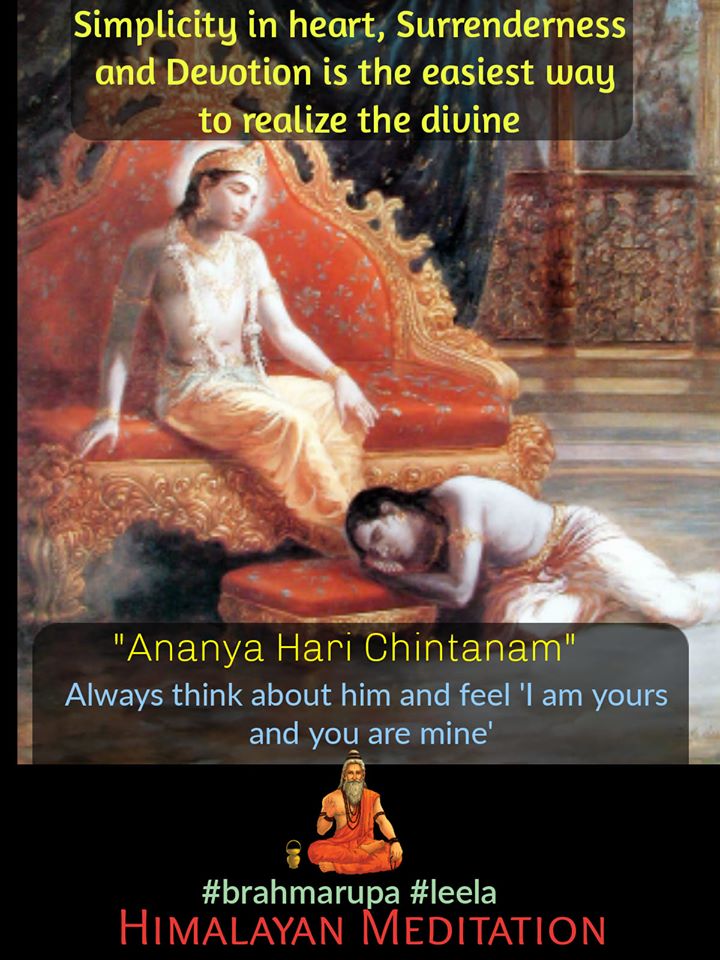 Simplicity in heart, Surrenderness
and Devotion is the easiest way
to realize the divine
"Ananya Hari Chintanam"
Always think about him and feel 'I am yours
and you are mine'
#brahmarupa #leela
HIMALAYAN MEDITATION